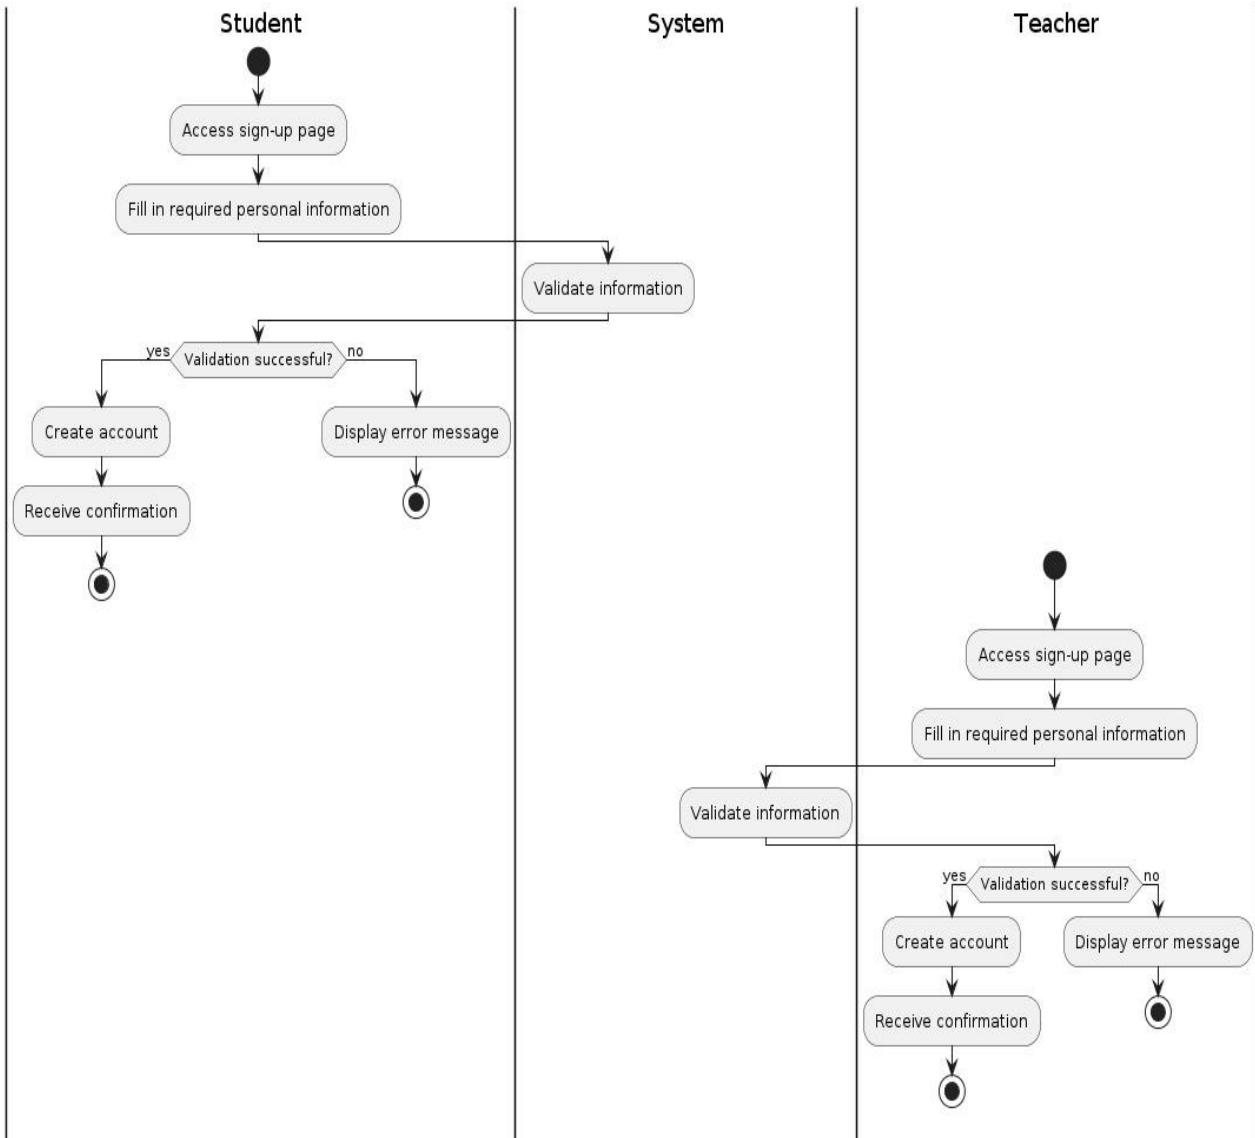 Student
System
Teacher
Access sign-up page
Fill in required personal information
Validate information
yes
Validation successful?
no
Create account
Display error message
Receive confirmation
Access sign-up page
Fill in required personal information
Validate information
yes
Validation successful?
no
Create account
Display error message
Receive confirmation